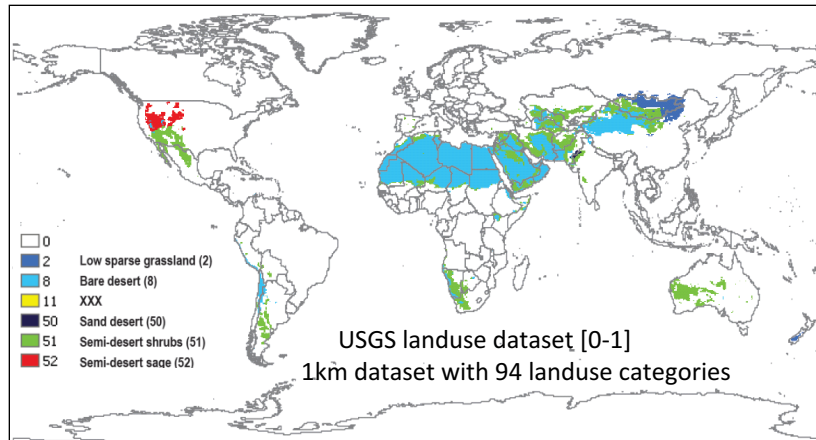 0
2 Low sparse grassland (2)
8 Bare desert (8)
11 XXX
50 Sand desert (50)
51 Semi-desert shrubs (51)
52 Semi-desert sage (52)
USGS landuse dataset [0-1]
1km dataset with 94 landuse categories